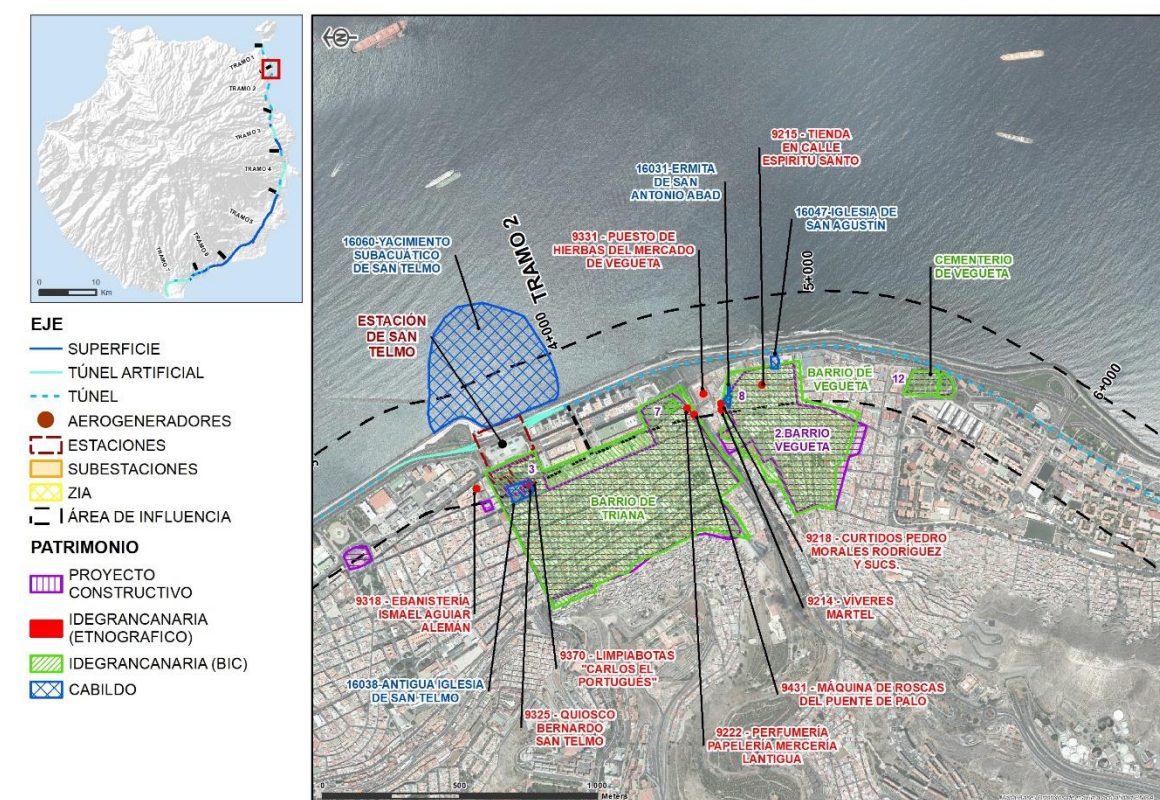 TRAMO 1
TRAMO 2
TRAMO 3
TRAMO 4
TRAMO 5
TRAMO 6
TRAMO 7
0 10
Km
EJE
SUPERFICIE
TÚNEL ARTIFICIAL
TÚNEL
AEROGENERADORES
ESTACIONES
SUBESTACIONES
ZIA
ÁREA DE INFLUENCIA
PATRIMONIO
PROYECTO
CONSTRUCTIVO
IDEGRANCANARIA
(ETNOGRAFICO)
IDEGRANCANARIA (BIC)
CABILDO
N
9215 - TIENDA
EN CALLE
ESPÍRITU SANTO
16031-ERMITA
DE SAN
ANTONIO ABAD
16047-IGLESIA DE
SAN AGUSTÍN
9331 - PUESTO DE
HIERBAS DEL MERCADO
DE VEGUETA
16060-YACIMIENTO
SUBACUÁTICO
DE SAN TELMO
TRAMO 2
4+000
5+000
6+000
CEMENTERIO
DE VEGUETA
ESTACIÓN
DE SAN
TELMO
BARRIO DE
VEGUETA
12
7
8
3
2.BARRIO
VEGUETA
BARRIO DE
TRIANA
9218 - CURTIDOS PEDRO
MORALES RODRÍGUEZ
Y SUCS.
9214 - VÍVERES
MARTEL
9318 - EBANISTERÍA
ISMAEL AGUIAR
ALEMÁN
9370 - LIMPIABOTAS
"CARLOS EL
PORTUGUÉS"
16038-ANTIGUA IGLESIA
DE SAN TELMO
9431 - MÁQUINA DE ROSCAS
DEL PUENTE DE PALO
9325 - QUIOSCO
BERNARDO
SAN TELMO
9222 - PERFUMERÍA
PAPELERÍA MERCERÍA
LANTIGUA
0 500 1.000
Meters